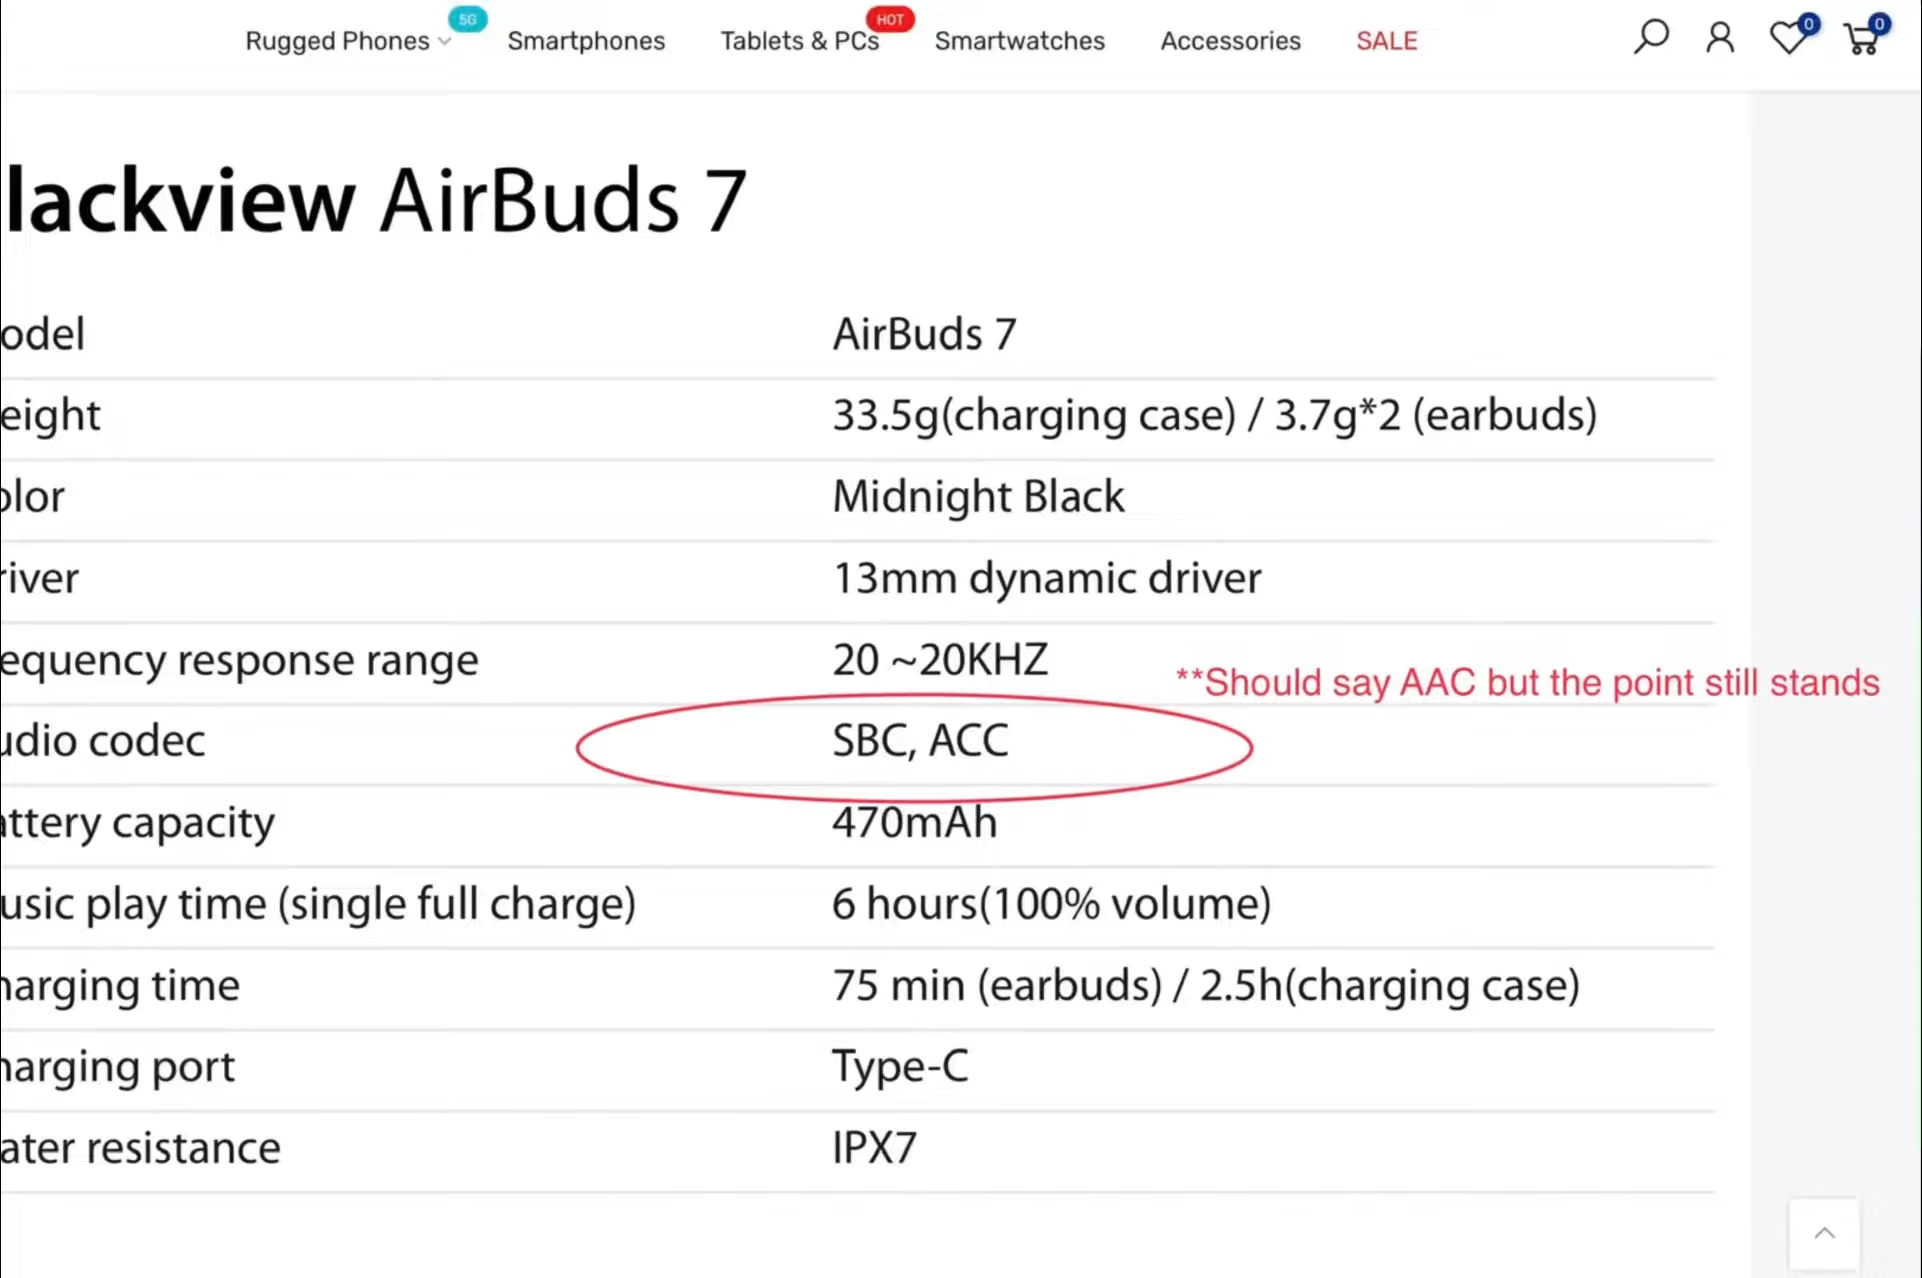 5G
HOT
Rugged Phones Smartphones Tablets & PCs Smartwatches Accessories SALE 0 0
lackview AirBuds 7
odel AirBuds 7
eight 33.5g(charging case) / 3.7g*2 (earbuds)
olor Midnight Black
river 13mm dynamic driver
equency response range 20 ~20KHZ
**Should say AAC but the point still stands
udio codec SBC, ACC
attery capacity 470mAh
usic play time (single full charge) 6 hours(100% volume)
harging time 75 min (earbuds) / 2.5h(charging case)
harging port Type-C
ater resistance IPX7